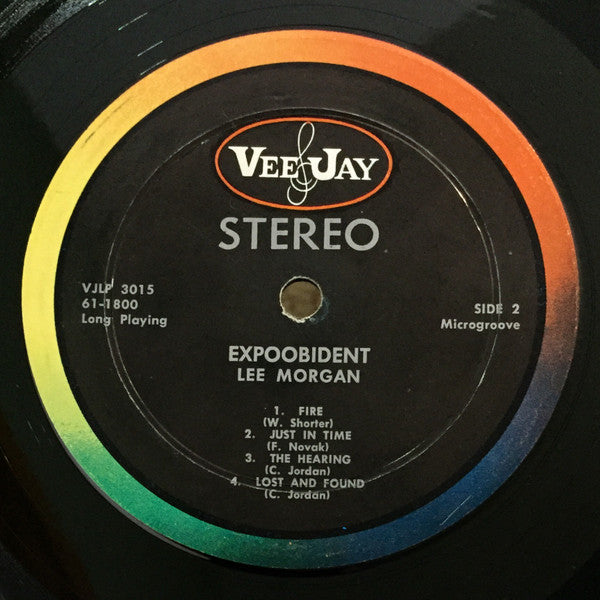 VEE JAY
STEREO
VJLP 3015
61-1800
Long Playing
SIDE 2
Microgroove
EXPOOBIDENT
LEE MORGAN
1. FIRE
(W. Shorter)
2. JUST IN TIME
(F. Novak)
3. THE HEARING
(C. Jordan)
4. LOST AND FOUND
(C. Jordan)